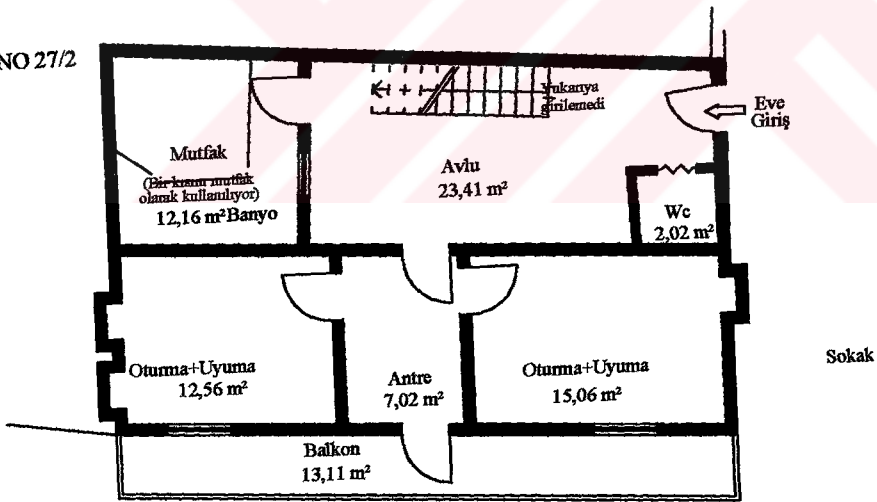 NO 27/2
Yukarıya
girilemedi
Eve
Giriş
Mutfak
(Bir kısmı mutfak
olarak kullanılıyor)
12,16 m² Banyo
Avlu
23,41 m²
Wc
2,02 m²
Oturma+Uyuma
12,56 m²
Antre
7,02 m²
Oturma+Uyuma
15,06 m²
Sokak
Balkon
13,11 m²